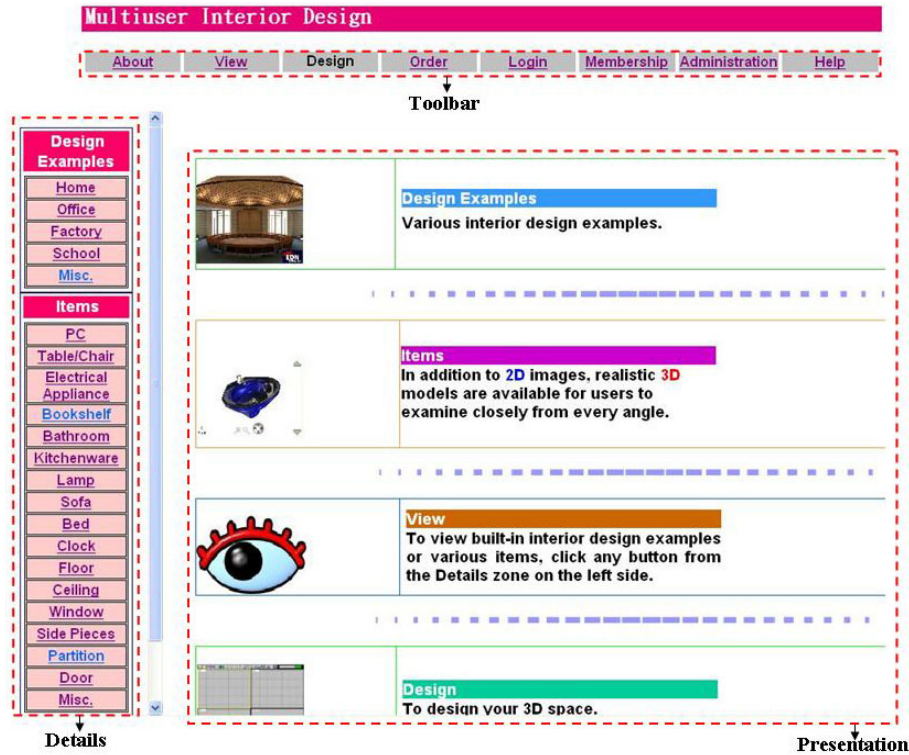 Multiuser Interior Design
About View Design Order Login Membership Administration Help
Toolbar
Design
Examples
Home
Office
Factory
School
Misc.
Items
PC
Table/Chair
Electrical
Appliance
Bookshelf
Bathroom
Kitchenware
Lamp
Sofa
Bed
Clock
Floor
Ceiling
Window
Side Pieces
Partition
Door
Misc.
Details
Design Examples
Various interior design examples.
Items
In addition to 2D images, realistic 3D
models are available for users to
examine closely from every angle.
View
To view built-in interior design examples
or various items, click any button from
the Details zone on the left side.
Design
To design your 3D space.
Presentation